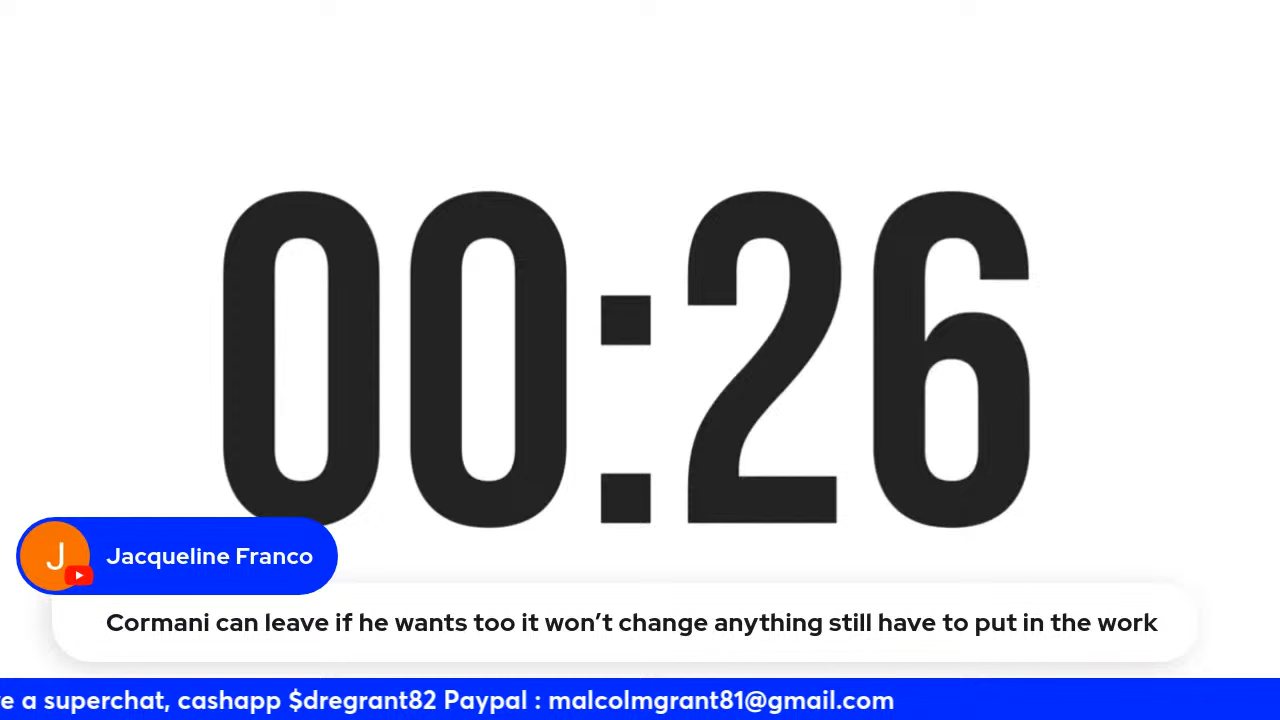 00:26
J
Jacqueline Franco
Cormani can leave if he wants too it won’t change anything still have to put in the work
e a superchat, cashapp $dregrant82 Paypal : malcolmgrant81@gmail.com